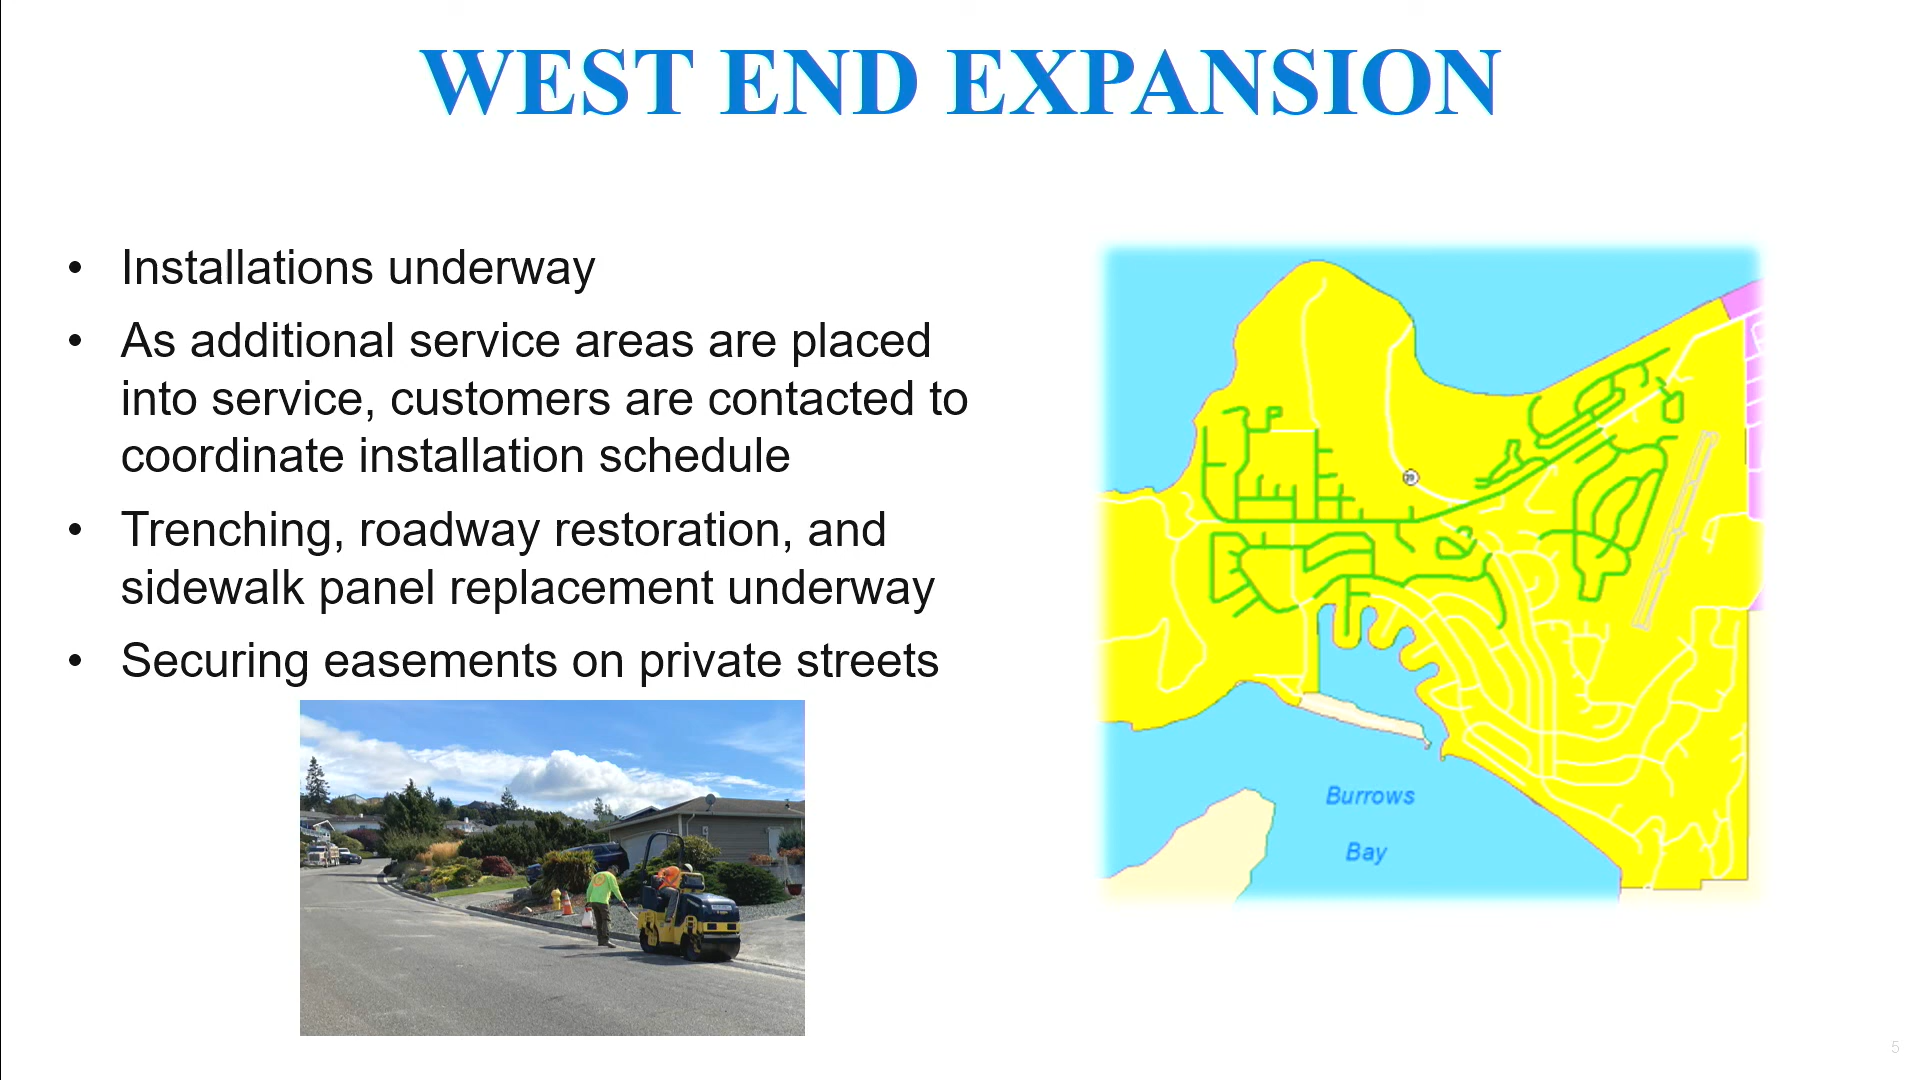 WEST END EXPANSION
• Installations underway
• As additional service areas are placed
into service, customers are contacted to
coordinate installation schedule
• Trenching, roadway restoration, and
sidewalk panel replacement underway
• Securing easements on private streets
Burrows
Bay
5